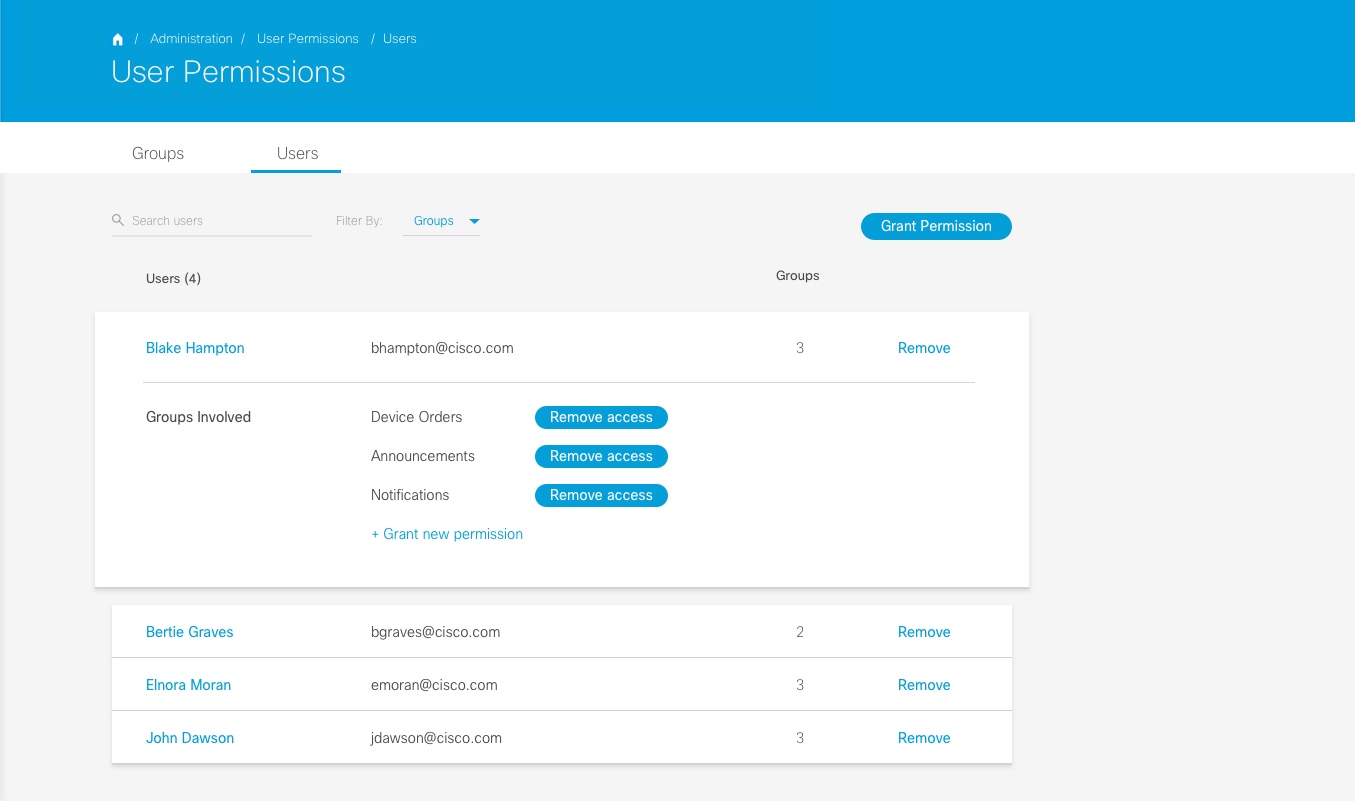 / Administration / User Permissions / Users
User Permissions
Groups Users
Search users Filter By: Groups Grant Permission
Users (4) Groups
Blake Hampton bhampton@cisco.com 3 Remove
Groups Involved Device Orders Remove access
Announcements Remove access
Notifications Remove access
+ Grant new permission
Bertie Graves bgraves@cisco.com 2 Remove
Elnora Moran emoran@cisco.com 3 Remove
John Dawson jdawson@cisco.com 3 Remove